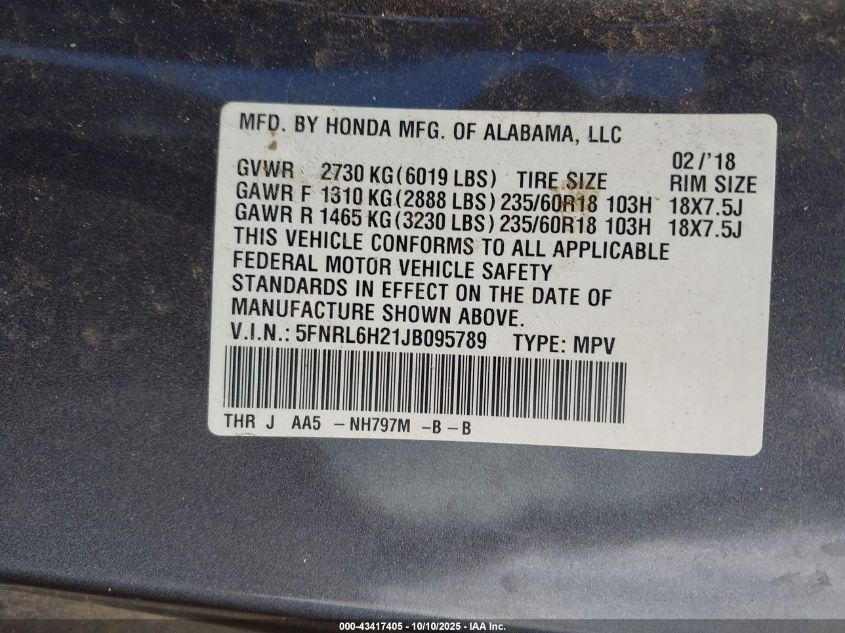 MFD. BY HONDA MFG. OF ALABAMA, LLC
02/'18
GVWR 2730 KG(6019 LBS) TIRE SIZE RIM SIZE
GAWR F 1310 KG(2888 LBS) 235/60R18 103H 18X7.5J
GAWR R 1465 KG(3230 LBS) 235/60R18 103H 18X7.5J
THIS VEHICLE CONFORMS TO ALL APPLICABLE
FEDERAL MOTOR VEHICLE SAFETY
STANDARDS IN EFFECT ON THE DATE OF
MANUFACTURE SHOWN ABOVE.
V.I.N.: 5FNRL6H21JB095789 TYPE: MPV
THR J AA5 -NH797M -B-B
000-43417405 - 10/10/2025 - IAA Inc.